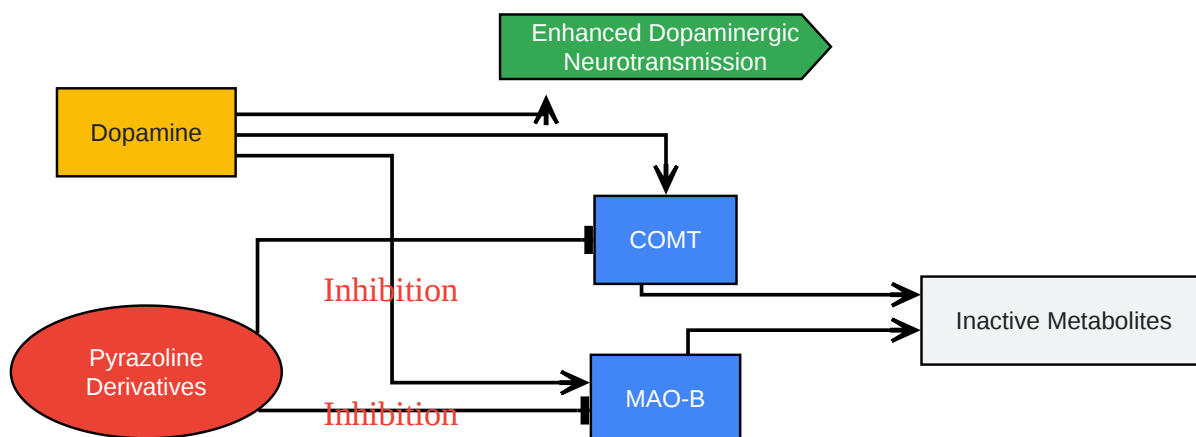 Enhanced Dopaminergic
Neurotransmission
Dopamine
COMT
Inhibition
Inactive Metabolites
Pyrazoline
Derivatives
MAO-B
Inhibition